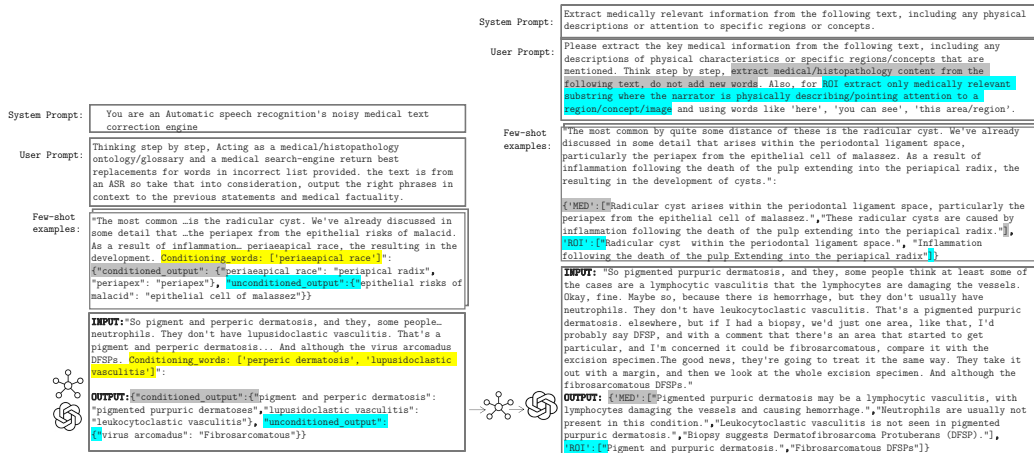 System Prompt:
You are an Automatic speech recognition's noisy medical text
correction engine
User Prompt:
Thinking step by step, Acting as a medical/histopathology
ontology/glossary and a medical search-engine return best
replacements for words in incorrect list provided. the text is from
an ASR so take that into consideration, output the right phrases in
context to the previous statements and medical factuality.
Few-shot
examples:
"The most common …is the radicular cyst. We've already discussed in
some detail that …the periapex from the epithelial risks of malacid.
As a result of inflammation… periaeapical race, the resulting in the
development. Conditioning_words: ['periaeapical race']":
{"conditioned_output": {"periaeapical race": "periapical radix",
"periapex": "periapex"}, "unconditioned_output":{"epithelial risks of
malacid": "epithelial cell of malassez"}}
INPUT:"So pigment and perperic dermatosis, and they, some people…
neutrophils. They don't have lupusidoclastic vasculitis. That's a
pigment and perperic dermatosis... And although the virus arcomadus
DFSPs. Conditioning_words: ['perperic dermatosis', 'lupusidoclastic
vasculitis']":
OUTPUT:{"conditioned_output":{"pigment and perperic dermatosis":
"pigmented purpuric dermatoses","lupusidoclastic vasculitis":
"leukocytoclastic vasculitis"}, "unconditioned_output":
{"virus arcomadus": "Fibrosarcomatous"}}
System Prompt:
Extract medically relevant information from the following text, including any physical
descriptions or attention to specific regions or concepts.
User Prompt:
Please extract the key medical information from the following text, including any
descriptions of physical characteristics or specific regions/concepts that are
mentioned. Think step by step, extract medical/histopathology content from the
following text, do not add new words. Also, for ROI extract only medically relevant
substring where the narrator is physically describing/pointing attention to a
region/concept/image and using words like 'here', 'you can see', 'this area/region'.
Few-shot
examples:
"The most common by quite some distance of these is the radicular cyst. We've already
discussed in some detail that arises within the periodontal ligament space,
particularly the periapex from the epithelial cell of malassez. As a result of
inflammation following the death of the pulp extending into the periapical radix, the
resulting in the development of cysts.":
{'MED':["Radicular cyst arises within the periodontal ligament space, particularly the
periapex from the epithelial cell of malassez.","These radicular cysts are caused by
inflammation following the death of the pulp extending into the periapical radix."],
'ROI':["Radicular cyst within the periodontal ligament space.", "Inflammation
following the death of the pulp Extending into the periapical radix"]}
INPUT: "So pigmented purpuric dermatosis, and they, some people think at least some of
the cases are a lymphocytic vasculitis that the lymphocytes are damaging the vessels.
Okay, fine. Maybe so, because there is hemorrhage, but they don't usually have
neutrophils. They don't have leukocytoclastic vasculitis. That's a pigmented purpuric
dermatosis. elsewhere, but if I had a biopsy, we'd just one area, like that, I'd
probably say DFSP, and with a comment that there's an area that started to get
particular, and I'm concerned it could be fibrosarcomatous, compare it with the
excision specimen.The good news, they're going to treat it the same way. They take it
out with a margin, and then we look at the whole excision specimen. And although the
fibrosarcomatous DFSPs."
OUTPUT: {'MED':["Pigmented purpuric dermatosis may be a lymphocytic vasculitis, with
lymphocytes damaging the vessels and causing hemorrhage.","Neutrophils are usually not
present in this condition.","Leukocytoclastic vasculitis is not seen in pigmented
purpuric dermatosis.","Biopsy suggests Dermatofibrosarcoma Protuberans (DFSP)."],
'ROI':["Pigment and purpuric dermatosis.","Fibrosarcomatous DFSPs"]}